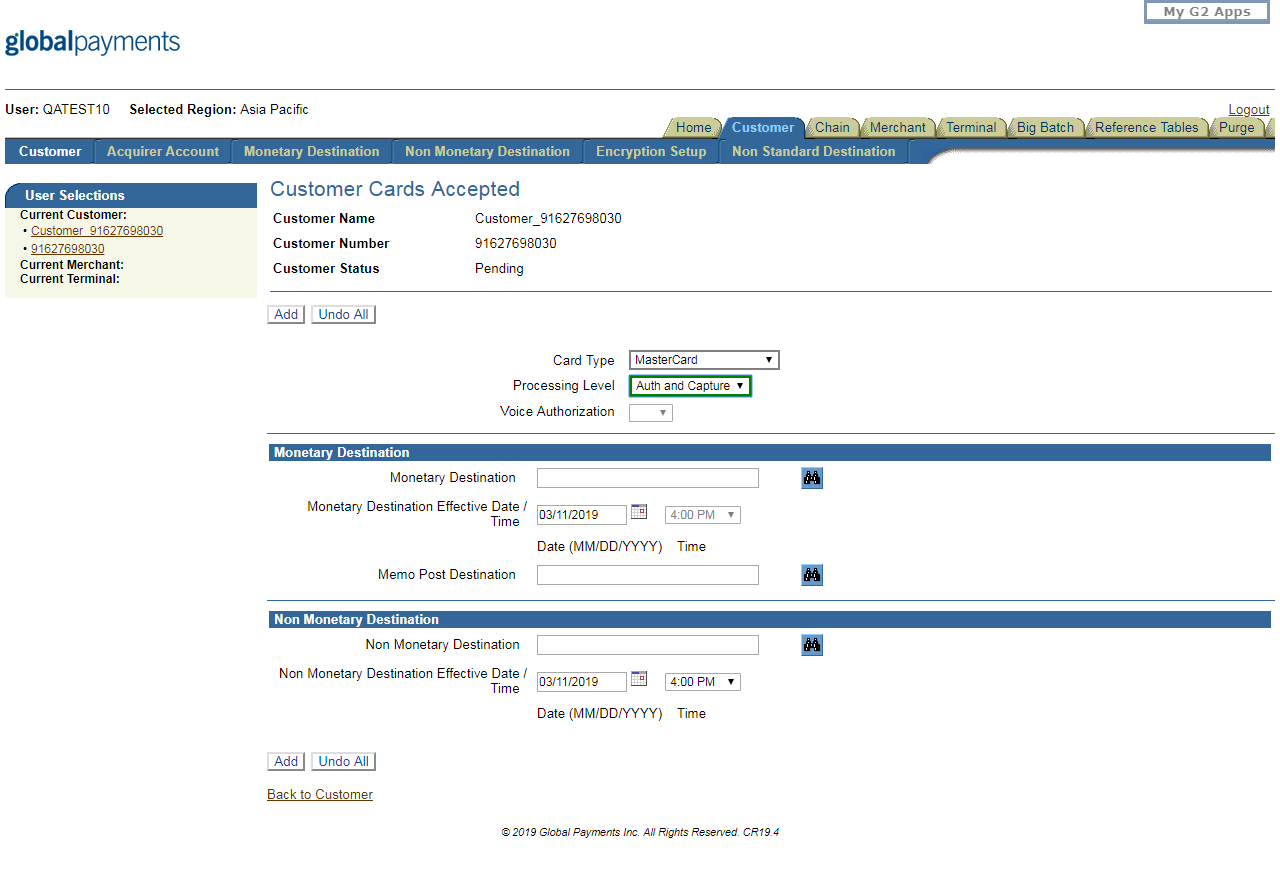 My G2 Apps
globalpayments
User: QATEST10 Selected Region: Asia Pacific
Logout
Home Customer Chain Merchant Terminal Big Batch Reference Tables Purge
Customer Acquirer Account Monetary Destination Non Monetary Destination Encryption Setup Non Standard Destination
User Selections
Current Customer:
• Customer_91627698030
• 91627698030
Current Merchant:
Current Terminal:
Customer Cards Accepted
Customer Name Customer_91627698030
Customer Number 91627698030
Customer Status Pending
Add Undo All
Card Type MasterCard
Processing Level Auth and Capture
Voice Authorization
Monetary Destination
Monetary Destination
Monetary Destination Effective Date /
Time
03/11/2019 4:00 PM
Date (MM/DD/YYYY) Time
Memo Post Destination
Non Monetary Destination
Non Monetary Destination
Non Monetary Destination Effective Date /
Time
03/11/2019 4:00 PM
Date (MM/DD/YYYY) Time
Add Undo All
Back to Customer
© 2019 Global Payments Inc. All Rights Reserved. CR19.4